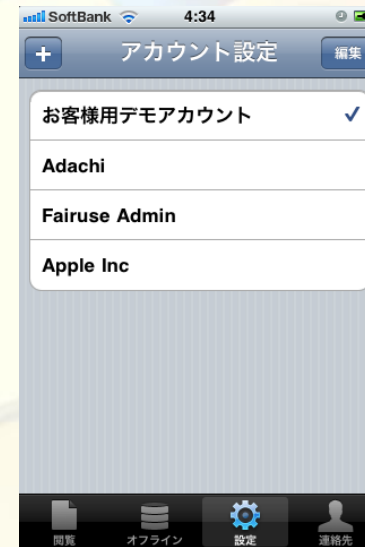 SoftBank 4:34
+ アカウント設定 編集
お客様用デモアカウント ✓
Adachi
Fairuse Admin
Apple Inc
閲覧 オフライン 設定 連絡先